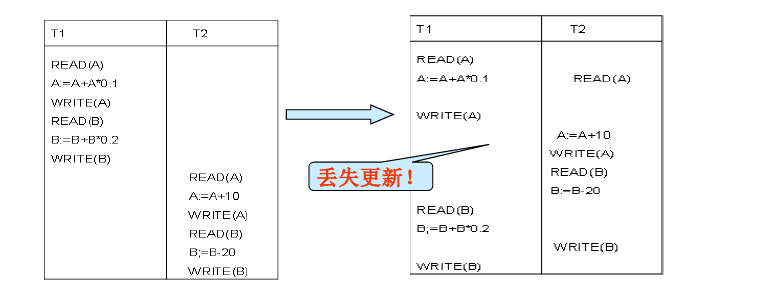 T1 T2
READ(A)
A:=A+A*0.1
WRITE(A)
READ(B)
B:=B+B*0.2
WRITE(B)
READ(A)
A:=A+10
WRITE(A)
READ(B)
B;=B-20
WRITE(B)
T1 T2
READ(A)
A:=A+A*0.1 READ(A)
WRITE(A)
A:=A+10
WRITE(A)
READ(B)
B:=B-20
丢失更新！
READ(B)
B;=B+B*0.2
WRITE(B)
WRITE(B)